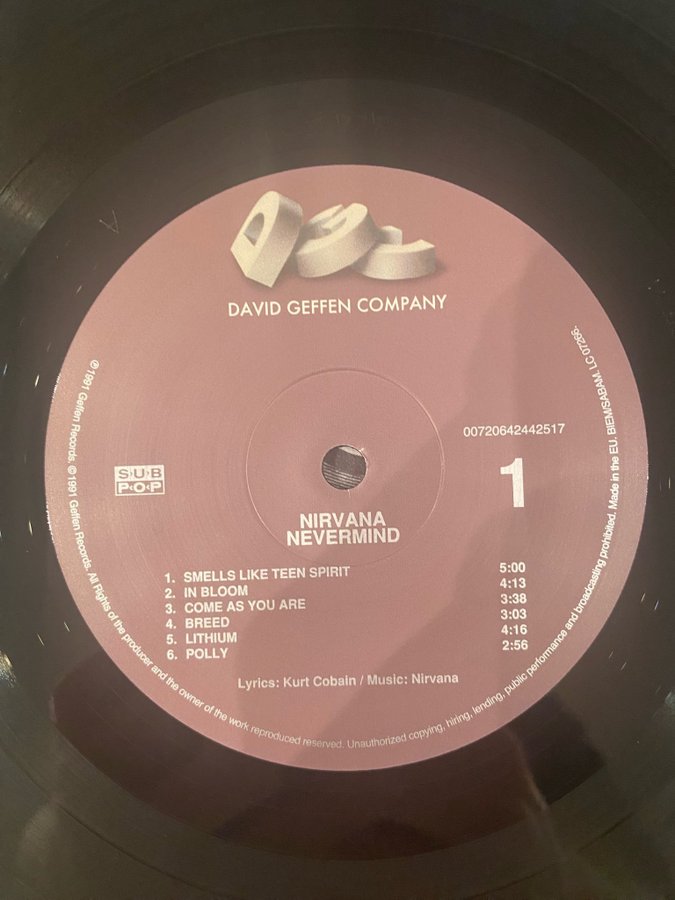 DGC
DAVID GEFFEN COMPANY
℗1991 Geffen Records. © 1991 Geffen Records. All Rights of the producer and the owner of the work reproduced reserved. Unauthorized copying, hiring, lending, public performance and broadcasting prohibited. Made in the EU. BIEM/SABAM. LC 07266.
00720642442517
SUB
POP
1
NIRVANA
NEVERMIND
1. SMELLS LIKE TEEN SPIRIT 5:00
2. IN BLOOM 4:13
3. COME AS YOU ARE 3:38
4. BREED 3:03
5. LITHIUM 4:16
6. POLLY 2:56
Lyrics: Kurt Cobain / Music: Nirvana